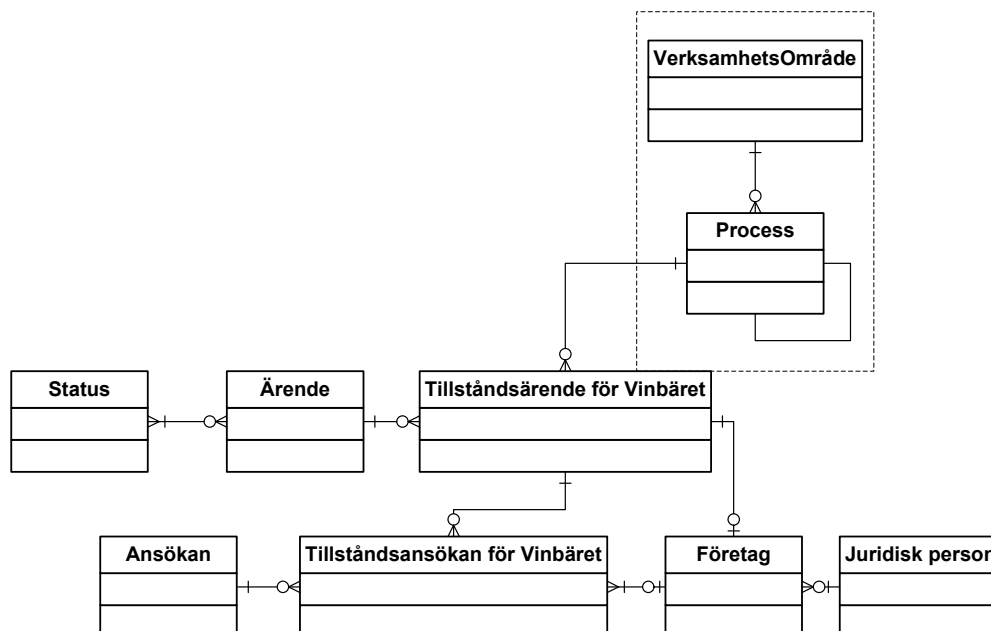 VerksamhetsOmråde
Process
Status
Ärende
Tillståndsärende för Vinbäret
Ansökan
Tillståndsansökan för Vinbäret
Företag
Juridisk person